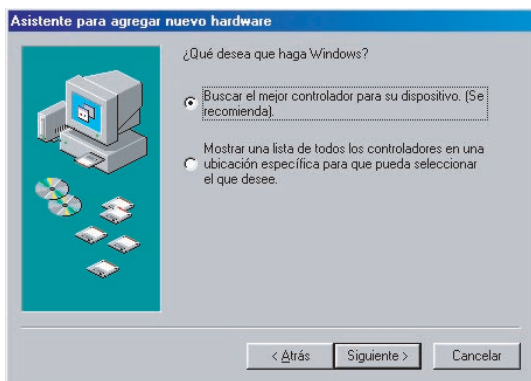 Asistente para agregar nuevo hardware
¿Qué desea que haga Windows?
Buscar el mejor controlador para su dispositivo. (Se
recomienda).
Mostrar una lista de todos los controladores en una
ubicación específica para que pueda seleccionar
el que desee.
< Atrás
Siguiente >
Cancelar